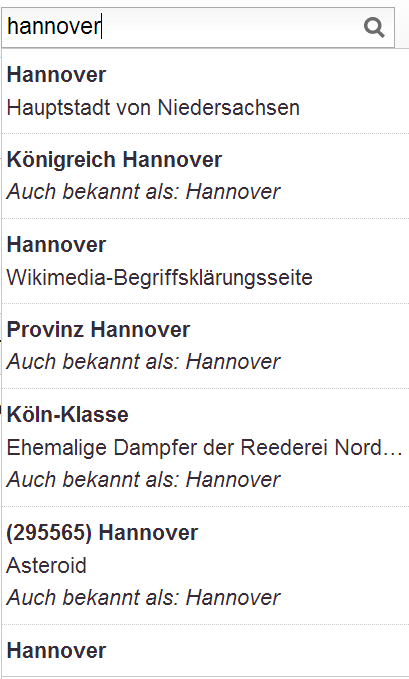 hannover
Hannover
Hauptstadt von Niedersachsen
Königreich Hannover
Auch bekannt als: Hannover
Hannover
Wikimedia-Begriffsklärungsseite
Provinz Hannover
Auch bekannt als: Hannover
Köln-Klasse
Ehemalige Dampfer der Reederei Nord…
Auch bekannt als: Hannover
(295565) Hannover
Asteroid
Auch bekannt als: Hannover
Hannover